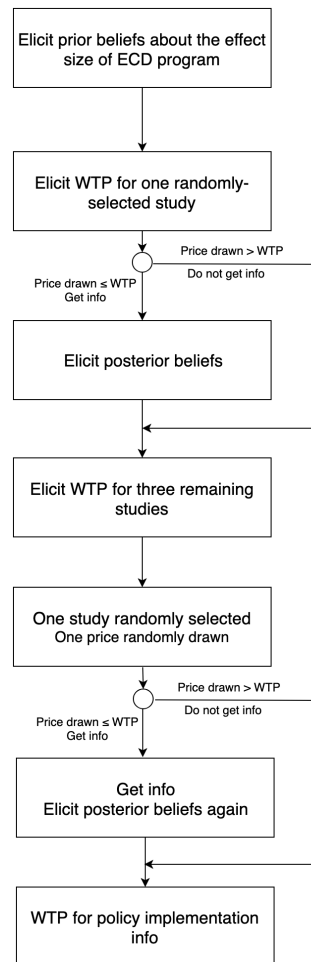 Elicit prior beliefs about the effect
size of ECD program
Elicit WTP for one randomly-
selected study
Price drawn > WTP
Do not get info
Price drawn ≤ WTP
Get info
Elicit posterior beliefs
Elicit WTP for three remaining
studies
One study randomly selected
One price randomly drawn
Price drawn > WTP
Do not get info
Price drawn ≤ WTP
Get info
Get info
Elicit posterior beliefs again
WTP for policy implementation
info